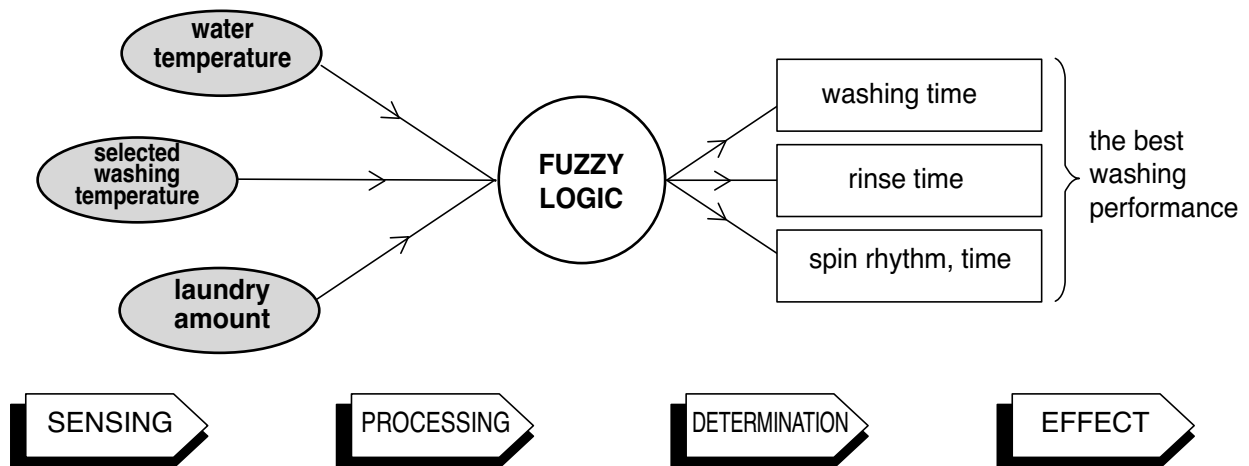 water
temperature
selected
washing
temperature
laundry
amount
FUZZY
LOGIC
washing time
rinse time
spin rhythm, time
the best
washing
performance
SENSING
PROCESSING
DETERMINATION
EFFECT